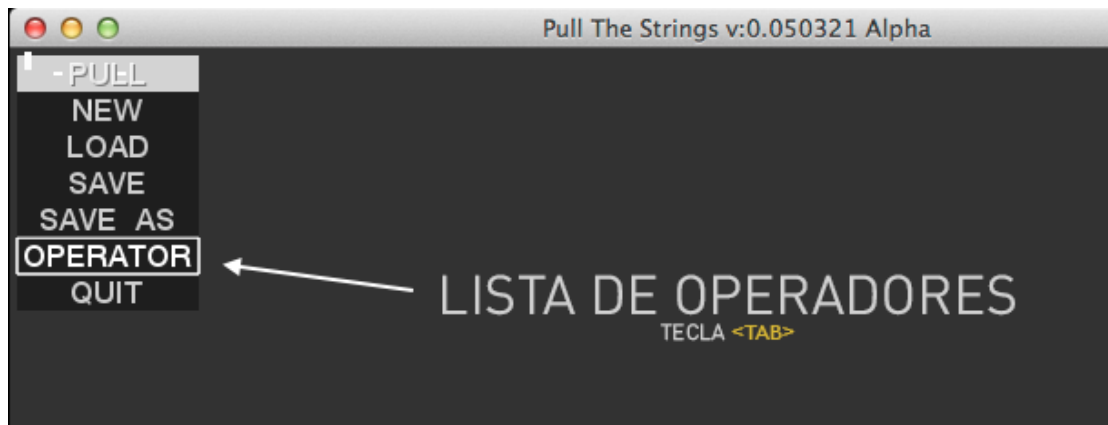 Pull The Strings v:0.050321 Alpha
-PULL
NEW
LOAD
SAVE
SAVE AS
OPERATOR
QUIT
LISTA DE OPERADORES
TECLA <TAB>